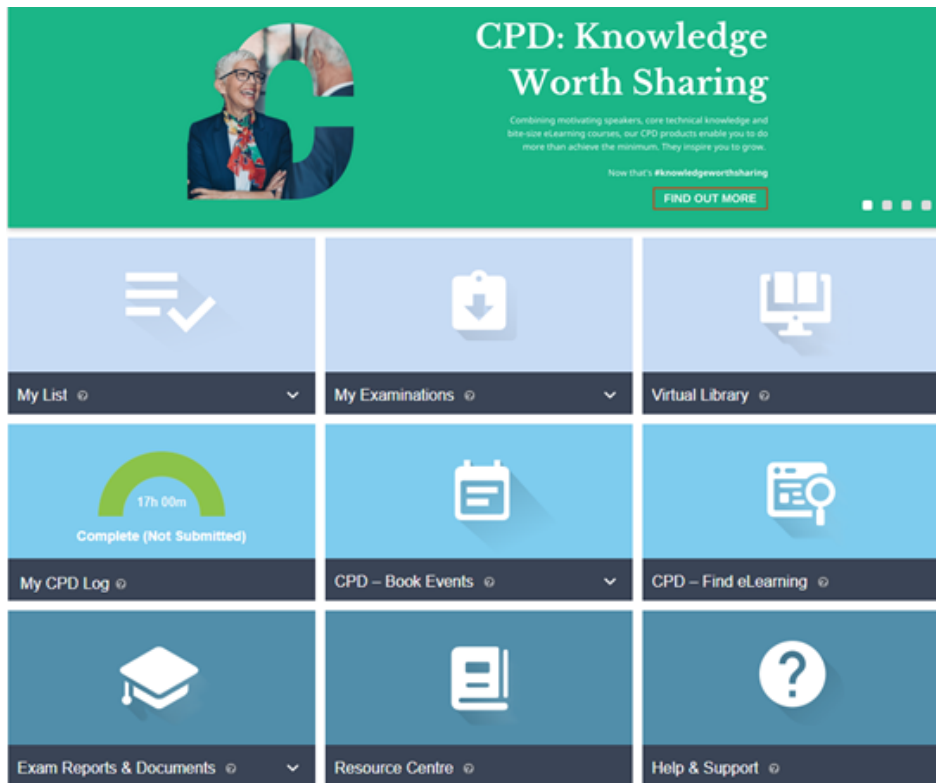 CPD: Knowledge
Worth Sharing
Combining motivating speakers, core technical knowledge and
bite-size eLearning courses, our CPD products enable you to do
more than achieve the minimum. They inspire you to grow.
Now that's #knowledgeworthsharing
FIND OUT MORE
My List
My Examinations
Virtual Library
17h 00m
Complete (Not Submitted)
My CPD Log
CPD – Book Events
CPD – Find eLearning
Exam Reports & Documents
Resource Centre
Help & Support